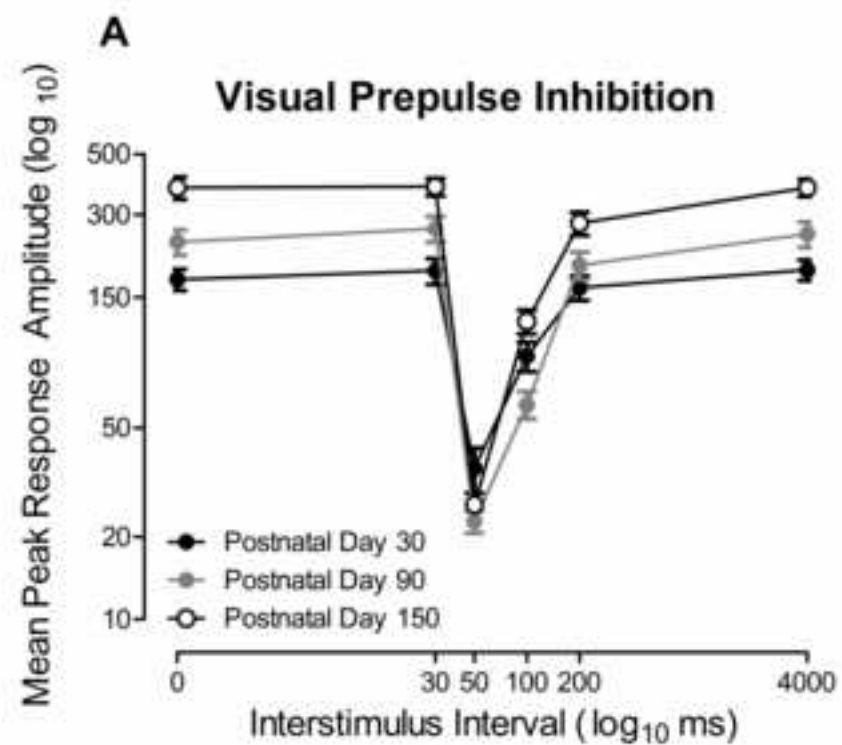 A
Visual Prepulse Inhibition
Mean Peak Response Amplitude (log 10)
500
300
150
50
20
10
Postnatal Day 30
Postnatal Day 90
Postnatal Day 150
0 30 50 100 200 4000
Interstimulus Interval (log10 ms)